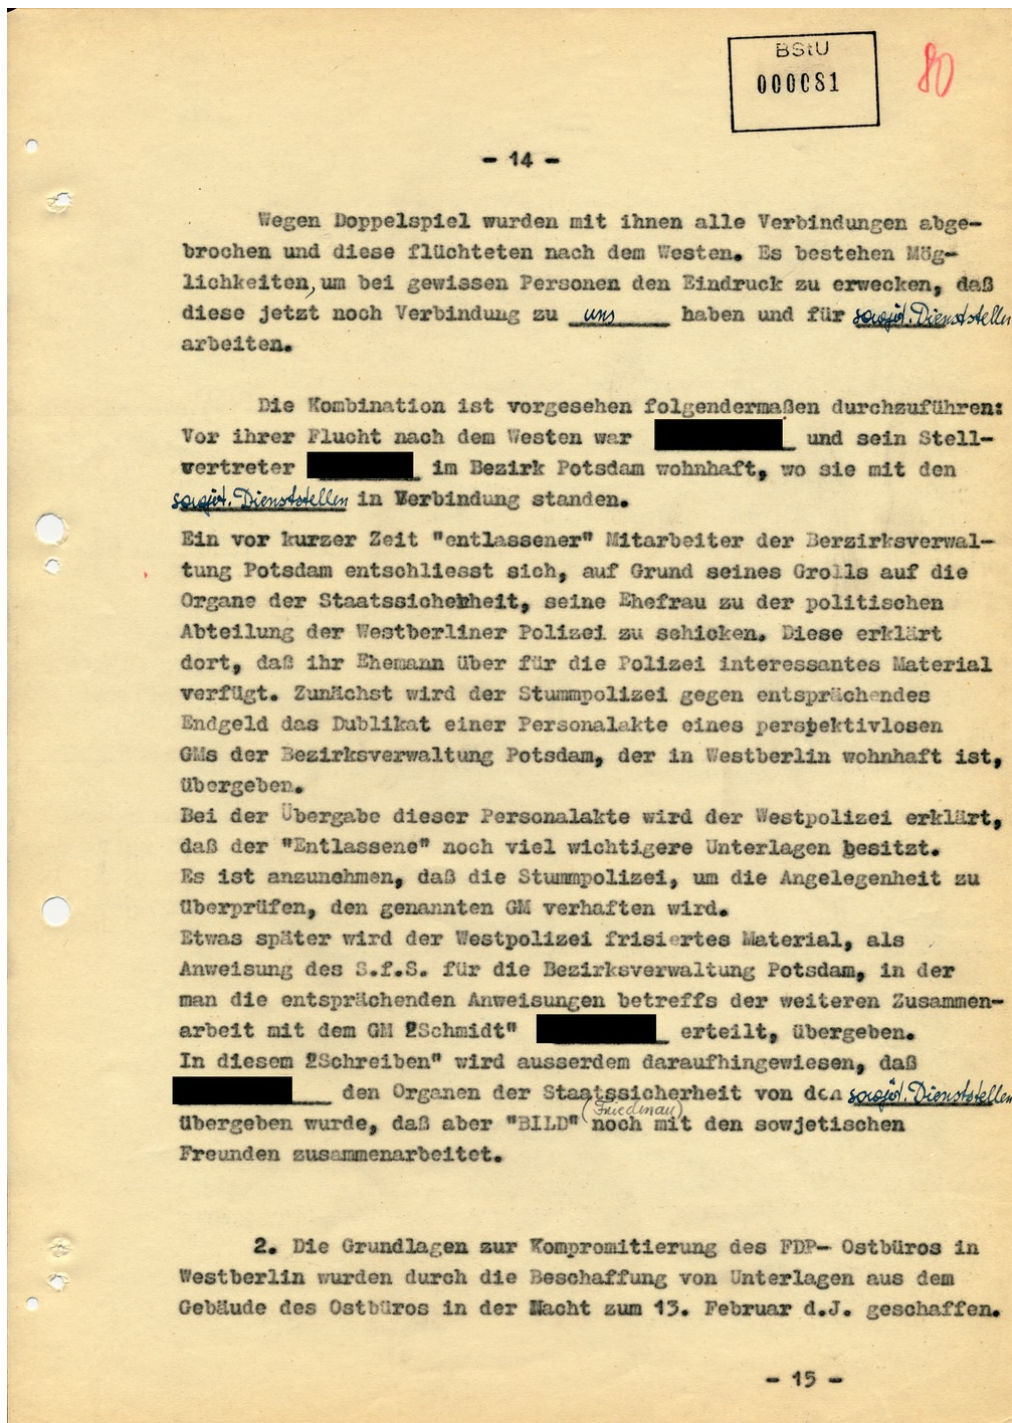 BStU
000081
80
- 14 -
Wegen Doppelspiel wurden mit ihnen alle Verbindungen abge-
brochen und diese flüchteten nach dem Westen. Es bestehen Mög-
lichkeiten, um bei gewissen Personen den Eindruck zu erwecken, daß
diese jetzt noch Verbindung zu uns haben und für sowjet. Dienststellen
arbeiten.
Die Kombination ist vorgesehen folgendermaßen durchzuführen:
Vor ihrer Flucht nach dem Westen war und sein Stell-
vertreter im Bezirk Potsdam wohnhaft, wo sie mit den
sowjet. Dienststellen in Verbindung standen.
Ein vor kurzer Zeit "entlassener" Mitarbeiter der Berzirksverwal-
tung Potsdam entschliesst sich, auf Grund seines Grolls auf die
Organe der Staatssicherheit, seine Ehefrau zu der politischen
Abteilung der Westberliner Polizei zu schicken. Diese erklärt
dort, daß ihr Ehemann über für die Polizei interessantes Material
verfügt. Zunächst wird der Stummpolizei gegen entsprächendes
Endgeld das Dublikat einer Personalakte eines perspektivlosen
GMs der Bezirksverwaltung Potsdam, der in Westberlin wohnhaft ist,
übergeben.
Bei der Übergabe dieser Personalakte wird der Westpolizei erklärt,
daß der "Entlassene" noch viel wichtigere Unterlagen besitzt.
Es ist anzunehmen, daß die Stummpolizei, um die Angelegenheit zu
überprüfen, den genannten GM verhaften wird.
Etwas später wird der Westpolizei frisiertes Material, als
Anweisung des S.f.S. für die Bezirksverwaltung Potsdam, in der
man die entsprächenden Anweisungen betreffs der weiteren Zusammen-
arbeit mit dem GM "Schmidt" erteilt, übergeben.
In diesem "Schreiben" wird ausserdem daraufhingewiesen, daß
den Organen der Staatssicherheit von den sowjet. Dienststellen
(Friedenau)
übergeben wurde, daß aber "BILD" noch mit den sowjetischen
Freunden zusammenarbeitet.
2. Die Grundlagen zur Kompromitierung des FDP- Ostbüros in
Westberlin wurden durch die Beschaffung von Unterlagen aus dem
Gebäude des Ostbüros in der Nacht zum 13. Februar d.J. geschaffen.
- 15 -